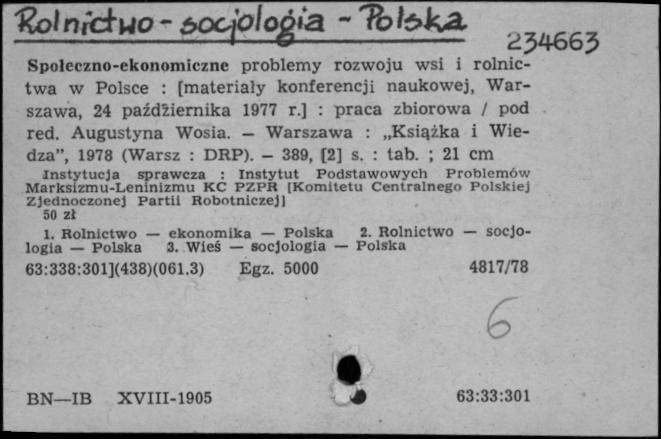 Rolnictwo - socjologia - Polska
234663
Społeczno-ekonomiczne problemy rozwoju wsi i rolnic-
twa w Polsce : [materiały konferencji naukowej, War-
szawa, 24 października 1977 r.] : praca zbiorowa / pod
red. Augustyna Wosia. — Warszawa : „Książka i Wie-
dza”, 1978 (Warsz : DRP). — 389, [2] s. : tab. ; 21 cm
Instytucja sprawcza : Instytut Podstawowych Problemów
Marksizmu-Leninizmu KC PZPR [Komitetu Centralnego Polskiej
Zjednoczonej Partii Robotniczej]
50 zł
1. Rolnictwo — ekonomika — Polska 2. Rolnictwo — socjo-
logia — Polska 3. Wieś — socjologia — Polska
63:338:301](438)(061.3) Egz. 5000 4817/78
6
BN—IB XVIII-1905 63:33:301